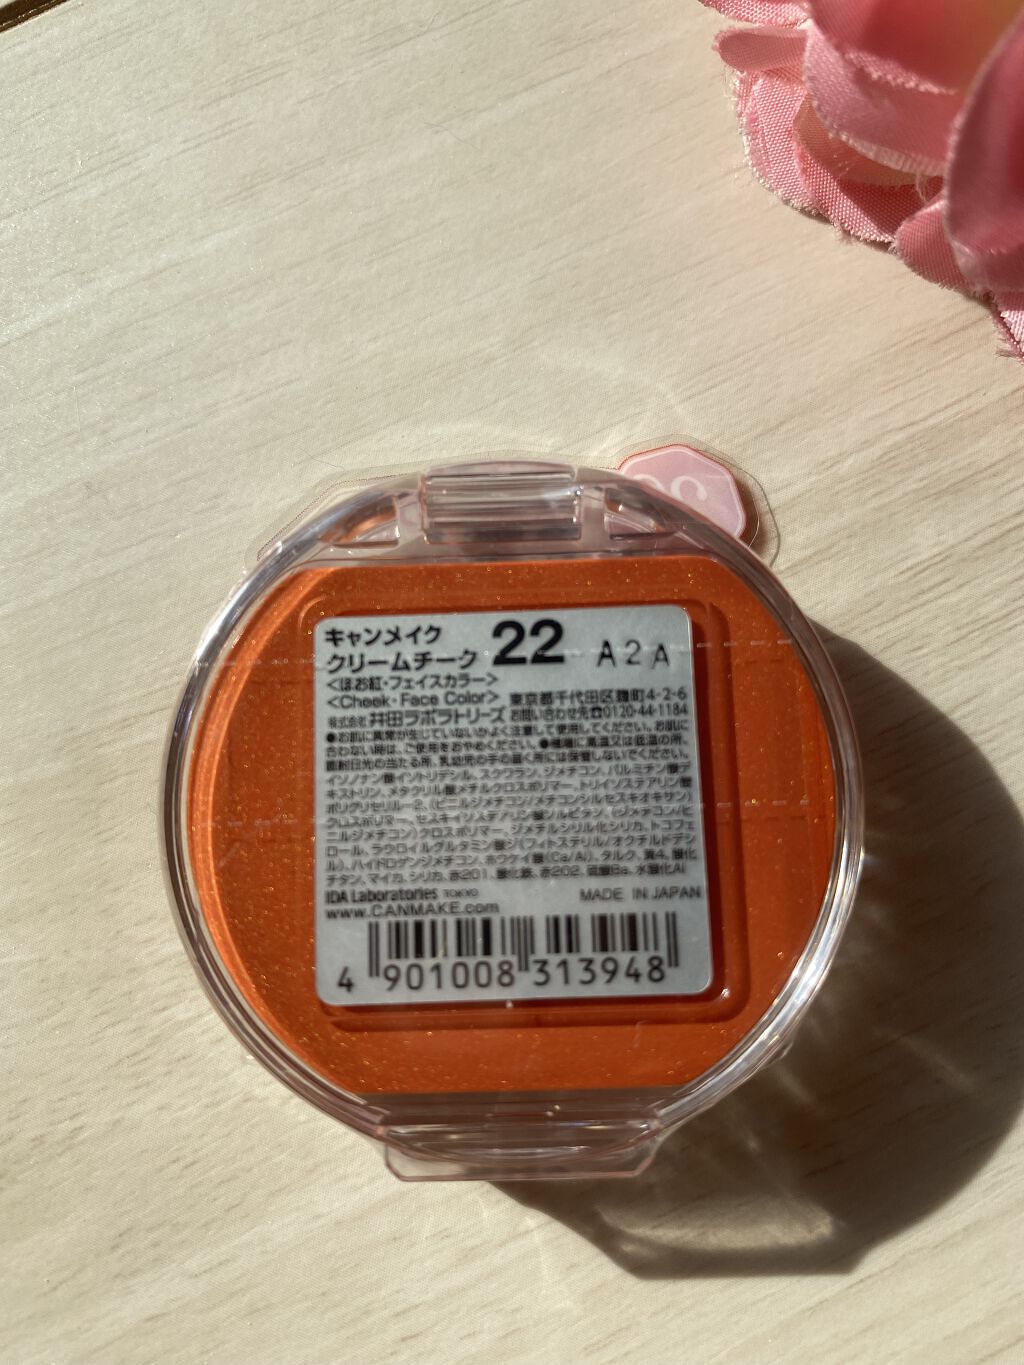 キャンメイク
クリームチーク 22 A2A
<ほお紅・フェイスカラー>
<Cheek・Face Color> 東京都千代田区麹町4-2-6
株式会社 井田ラボラトリーズ お問い合わせ先☎0120-44-1184
●お肌に異常が生じていないかよく注意して使用してください。お肌に
合わない時は、ご使用をおやめください。●極端に高温又は低温の所、
直射日光の当たる所、乳幼児の手の届く所には保管しないでください。
イソノナン酸イソトリデシル、スクワラン、ジメチコン、パルミチン酸デ
キストリン、メタクリル酸メチルクロスポリマー、トリイソステアリン酸
ポリグリセリル-2、(ビニルジメチコン/メチコンシルセスキオキサン)
クロスポリマー、セスキイソステアリン酸ソルビタン、(ジメチコン/ビ
ニルジメチコン)クロスポリマー、ジメチルシリル化シリカ、トコフェ
ロール、ラウロイルグルタミン酸ジ(フィトステリル/オクチルドデシ
ル)、ハイドロゲンジメチコン、ホウケイ酸(Ca/Al)、タルク、黄4、酸化
チタン、マイカ、シリカ、赤201、酸化鉄、赤202、硫酸Ba、水酸化Al
IDA Laboratories TOKYO MADE IN JAPAN
www.CANMAKE.com
4 901008 313948